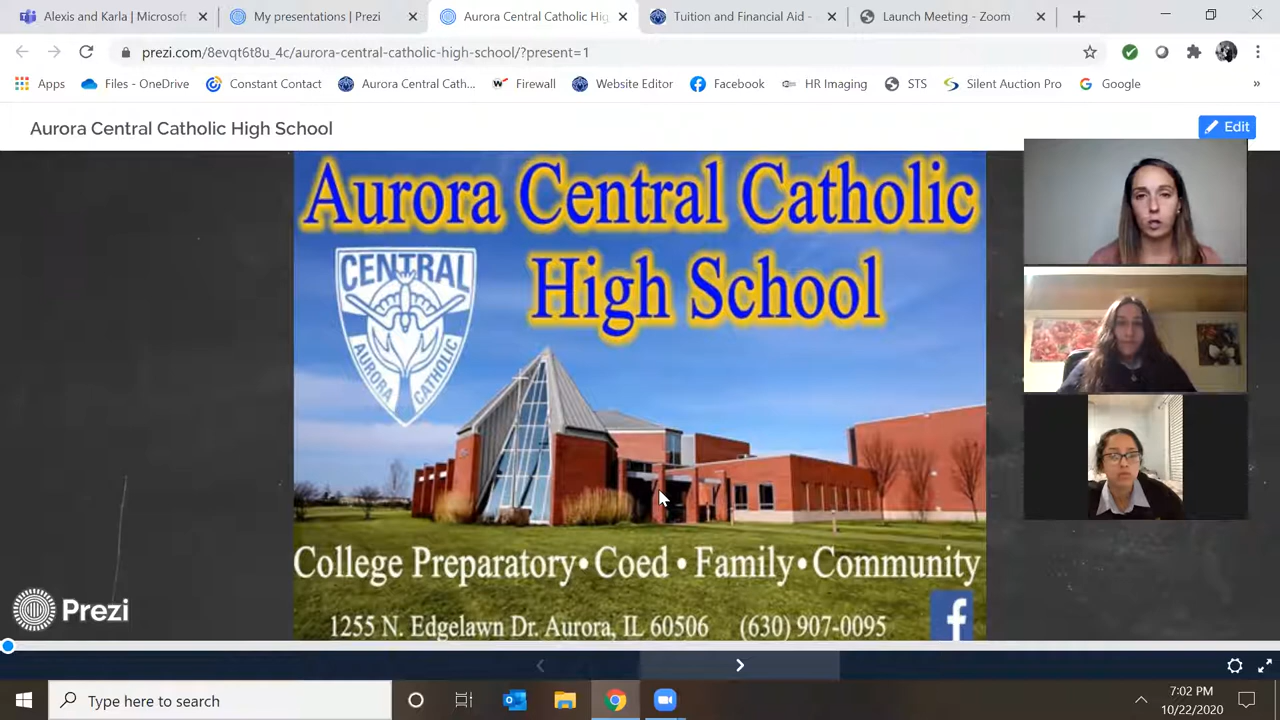 Alexis and Karla | Microsoft
My presentations | Prezi
Aurora Central Catholic Hig
Tuition and Financial Aid -
Launch Meeting - Zoom
prezi.com/8evqt6t8u_4c/aurora-central-catholic-high-school/?present=1
Apps
Files - OneDrive
Constant Contact
Aurora Central Cath...
Firewall
Website Editor
Facebook
HR Imaging
STS
Silent Auction Pro
Google
Aurora Central Catholic High School
Edit
Aurora Central Catholic
High School
CENTRAL
AURORA
CATHOLIC
College Preparatory• Coed • Family• Community
1255 N. Edgelawn Dr. Aurora, IL 60506 (630) 907-0095
Prezi
Type here to search
7:02 PM
10/22/2020